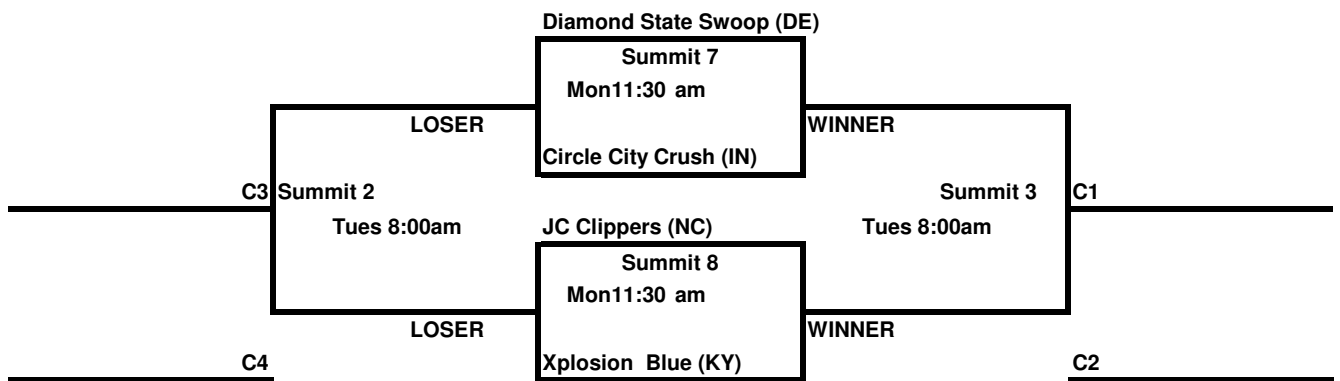 Diamond State Swoop (DE)
Summit 7
Mon11:30 am
LOSER WINNER
Circle City Crush (IN)
C3 Summit 2 Summit 3 C1
Tues 8:00am JC Clippers (NC) Tues 8:00am
Summit 8
Mon11:30 am
LOSER WINNER
C4 Xplosion Blue (KY) C2